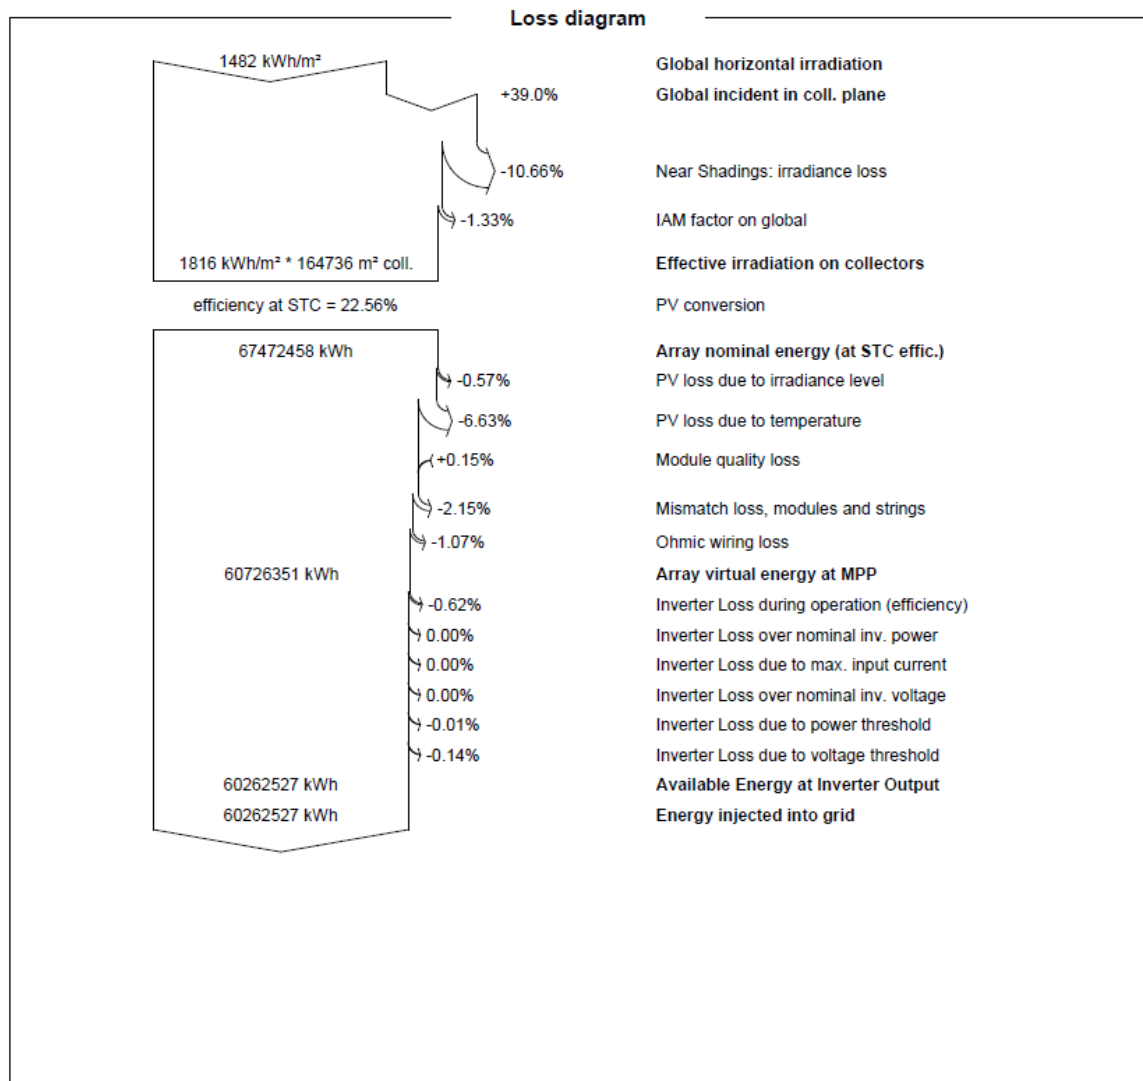 Loss diagram
1482 kWh/m² Global horizontal irradiation
+39.0% Global incident in coll. plane
-10.66% Near Shadings: irradiance loss
-1.33% IAM factor on global
1816 kWh/m² * 164736 m² coll. Effective irradiation on collectors
efficiency at STC = 22.56% PV conversion
67472458 kWh Array nominal energy (at STC effic.)
-0.57% PV loss due to irradiance level
-6.63% PV loss due to temperature
+0.15% Module quality loss
-2.15% Mismatch loss, modules and strings
-1.07% Ohmic wiring loss
60726351 kWh Array virtual energy at MPP
-0.62% Inverter Loss during operation (efficiency)
0.00% Inverter Loss over nominal inv. power
0.00% Inverter Loss due to max. input current
0.00% Inverter Loss over nominal inv. voltage
-0.01% Inverter Loss due to power threshold
-0.14% Inverter Loss due to voltage threshold
60262527 kWh Available Energy at Inverter Output
60262527 kWh Energy injected into grid